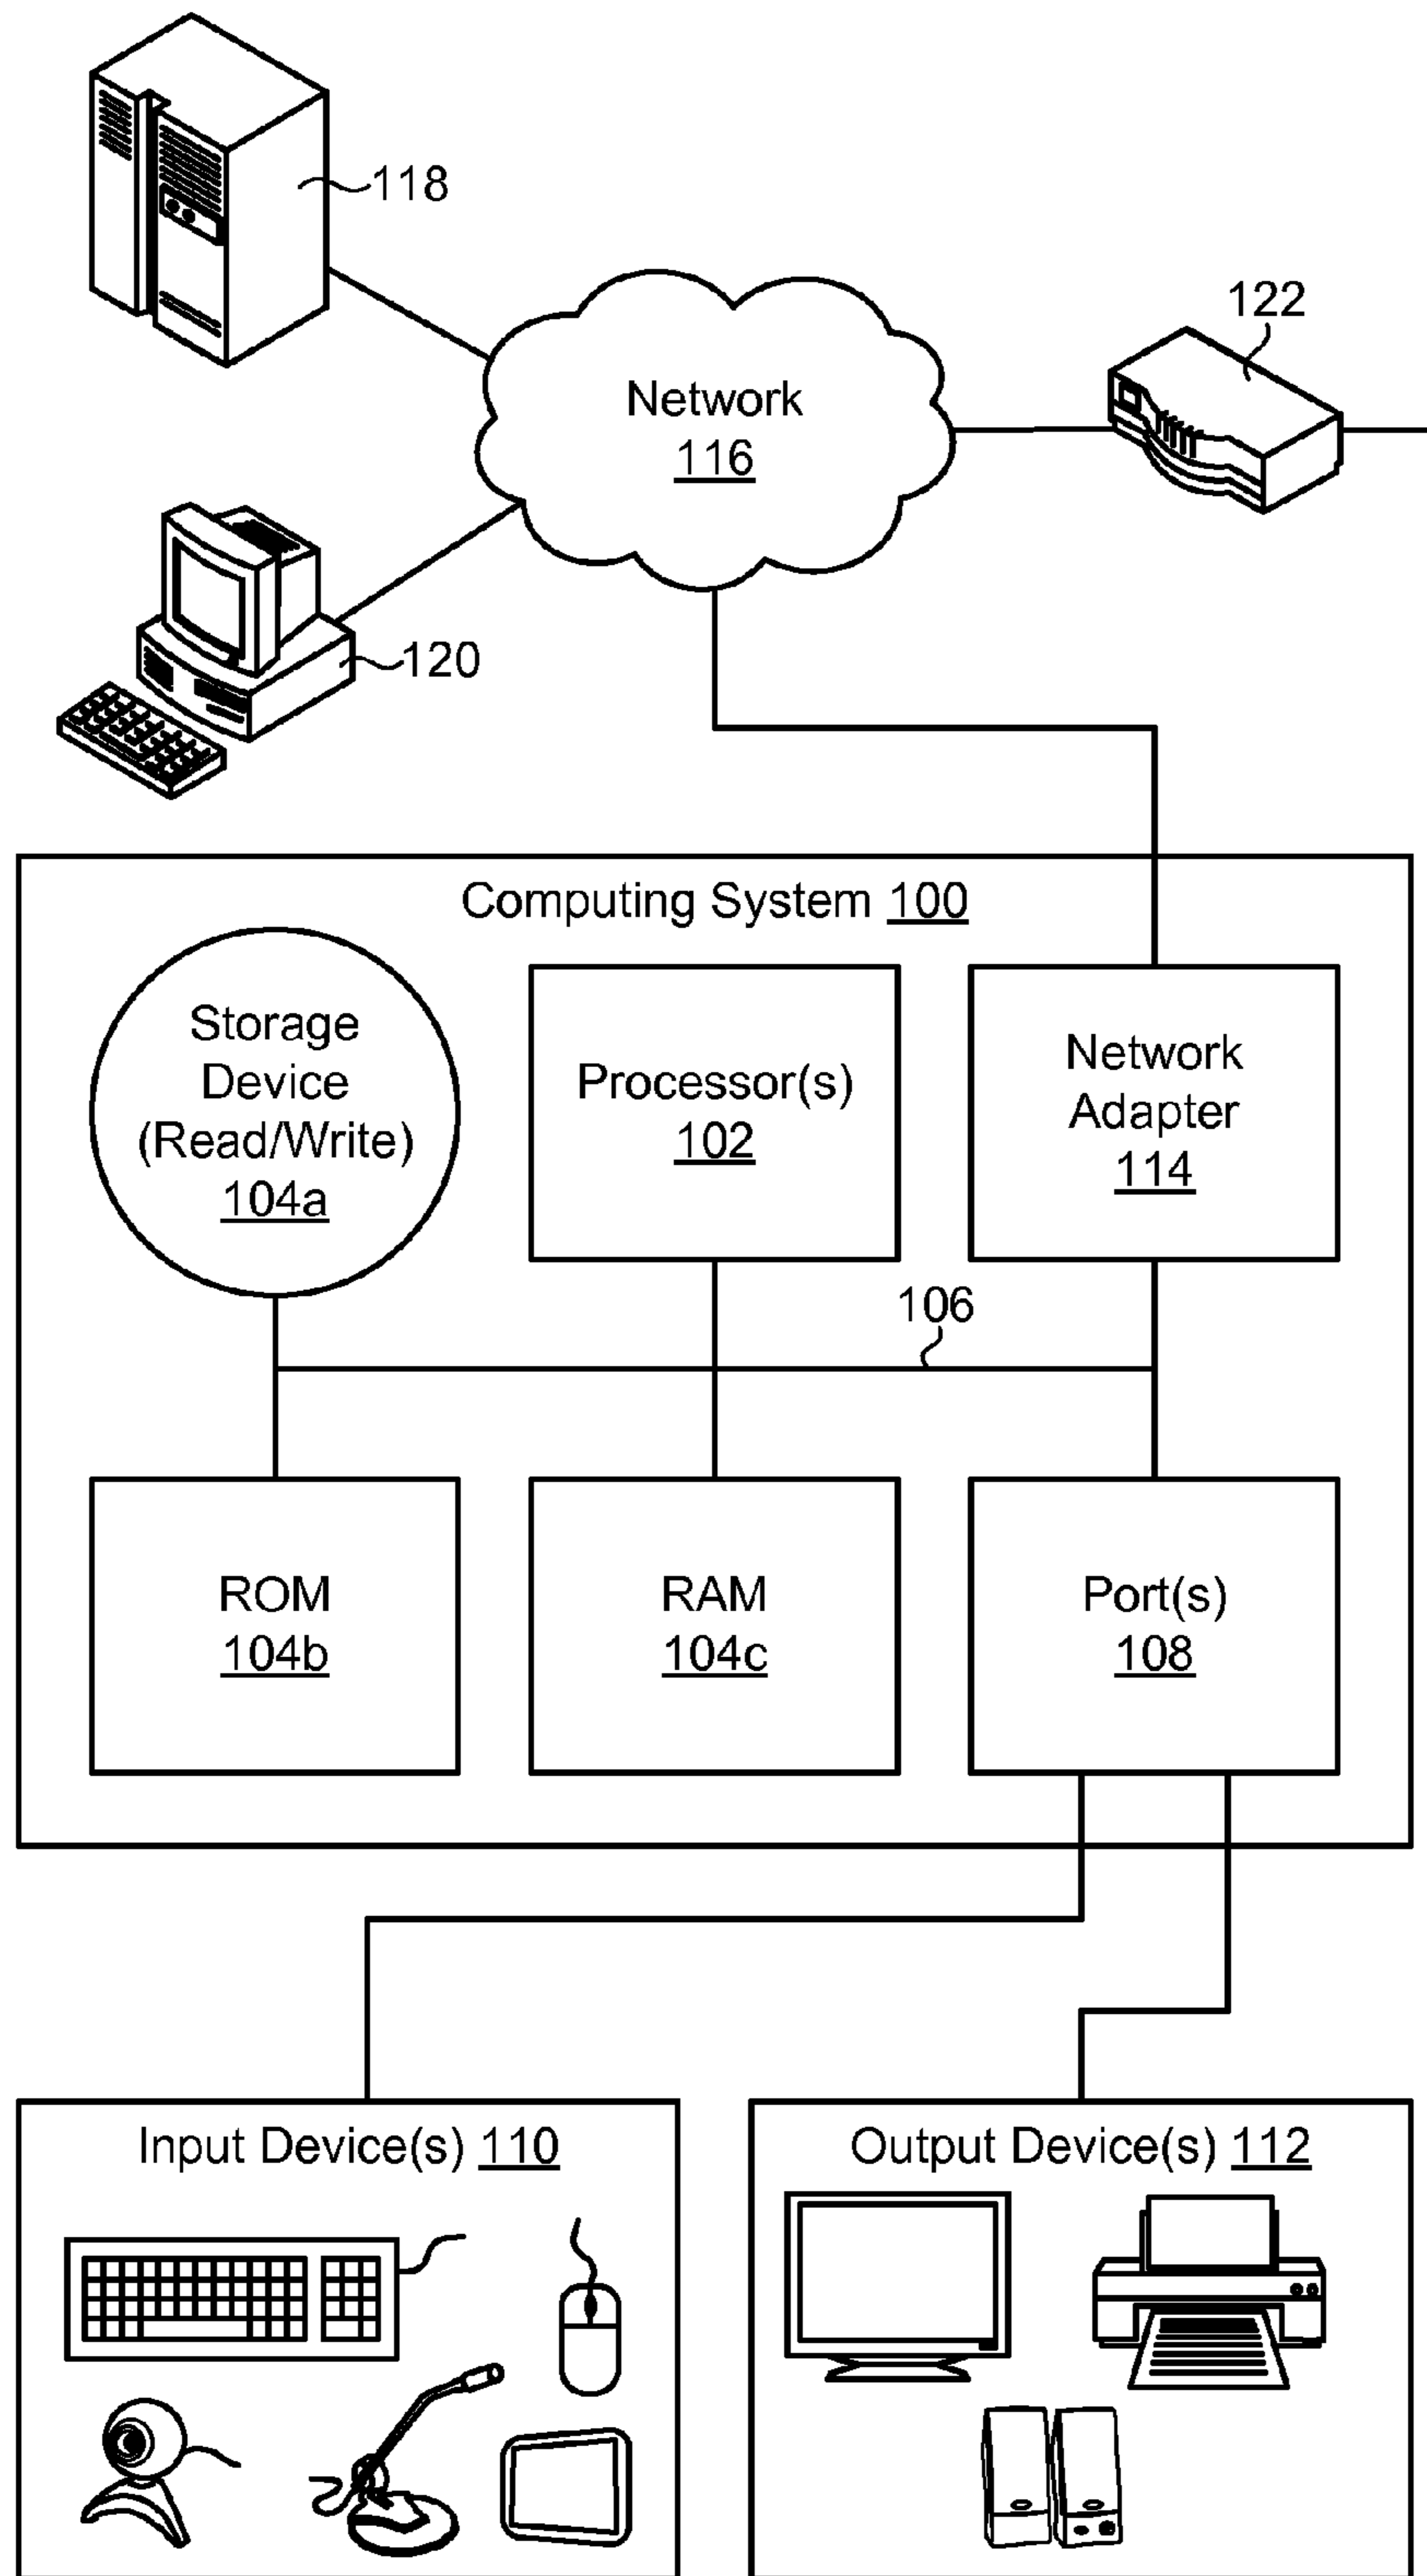 118
122
Network
116
120
Computing System 100
Storage
Device
(Read/Write)
104a
Processor(s)
102
Network
Adapter
114
106
ROM
104b
RAM
104c
Port(s)
108
Input Device(s) 110
Output Device(s) 112